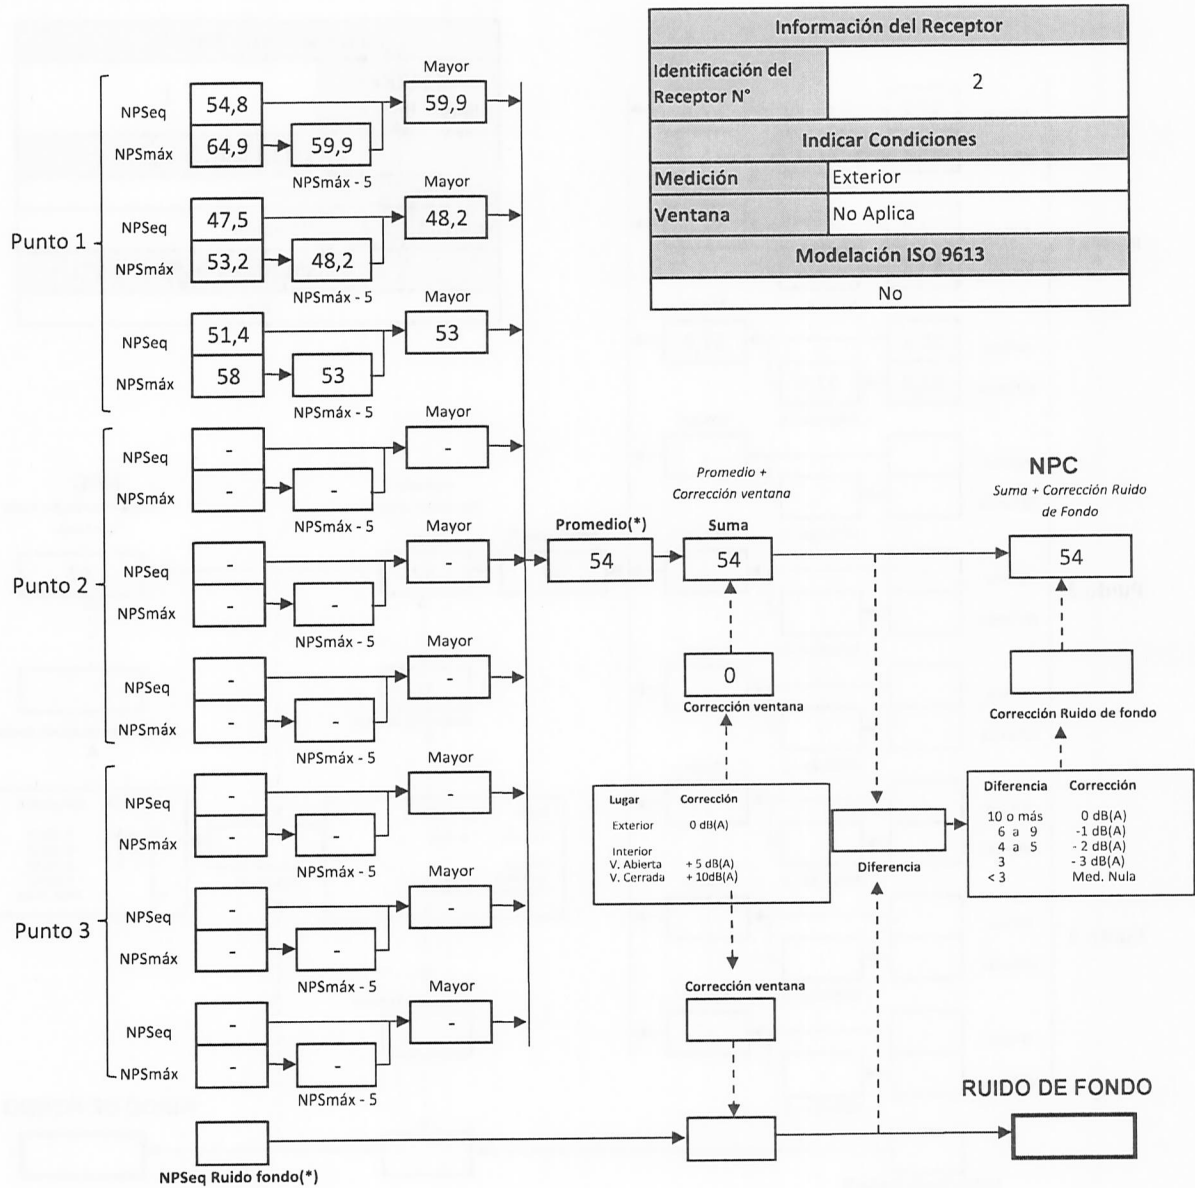 Información del Receptor
Identificación del Receptor N° 2
Indicar Condiciones
Medición Exterior
Ventana No Aplica
Modelación ISO 9613
No
Punto 1
Mayor
NPSeq 54,8 59,9
NPSmáx 64,9 59,9
NPSmáx - 5
Mayor
NPSeq 47,5 48,2
NPSmáx 53,2 48,2
NPSmáx - 5
Mayor
NPSeq 51,4 53
NPSmáx 58 53
NPSmáx - 5
Punto 2
Mayor
NPSeq - -
NPSmáx - -
NPSmáx - 5
Mayor
NPSeq - -
NPSmáx - -
NPSmáx - 5
Mayor
NPSeq - -
NPSmáx - -
NPSmáx - 5
Punto 3
Mayor
NPSeq - -
NPSmáx - -
NPSmáx - 5
Mayor
NPSeq - -
NPSmáx - -
NPSmáx - 5
Mayor
NPSeq - -
NPSmáx - -
NPSmáx - 5
NPSeq Ruido fondo(*)
Promedio(*)
54
Promedio +
Corrección ventana
Suma
54
0
Corrección ventana
Lugar Corrección
Exterior 0 dB(A)
Interior
V. Abierta + 5 dB(A)
V. Cerrada + 10dB(A)
Corrección ventana
Diferencia
NPC
Suma + Corrección Ruido
de Fondo
54
Corrección Ruido de fondo
Diferencia Corrección
10 o más 0 dB(A)
6 a 9 -1 dB(A)
4 a 5 - 2 dB(A)
3 - 3 dB(A)
< 3 Med. Nula
RUIDO DE FONDO